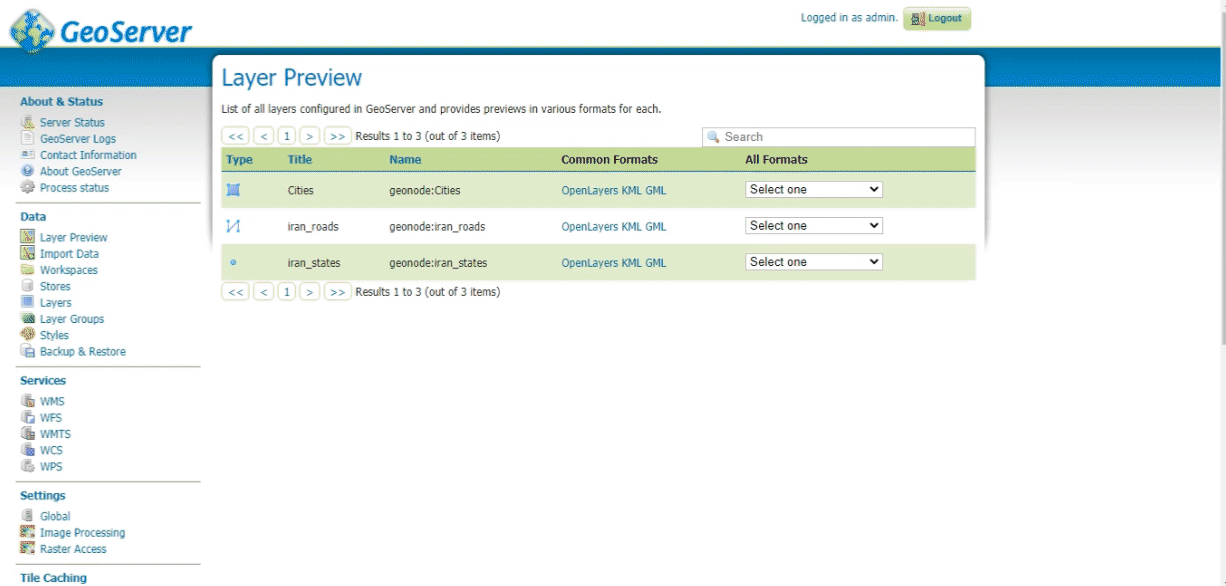 GeoServer
Logged in as admin. Logout
About & Status
Server Status
GeoServer Logs
Contact Information
About GeoServer
Process status
Data
Layer Preview
Import Data
Workspaces
Stores
Layers
Layer Groups
Styles
Backup & Restore
Services
WMS
WFS
WMTS
WCS
WPS
Settings
Global
Image Processing
Raster Access
Tile Caching
Layer Preview
List of all layers configured in GeoServer and provides previews in various formats for each.
<< < 1 > >> Results 1 to 3 (out of 3 items) Search
Type Title Name Common Formats All Formats
Cities geonode:Cities OpenLayers KML GML Select one
iran_roads geonode:iran_roads OpenLayers KML GML Select one
iran_states geonode:iran_states OpenLayers KML GML Select one
<< < 1 > >> Results 1 to 3 (out of 3 items)